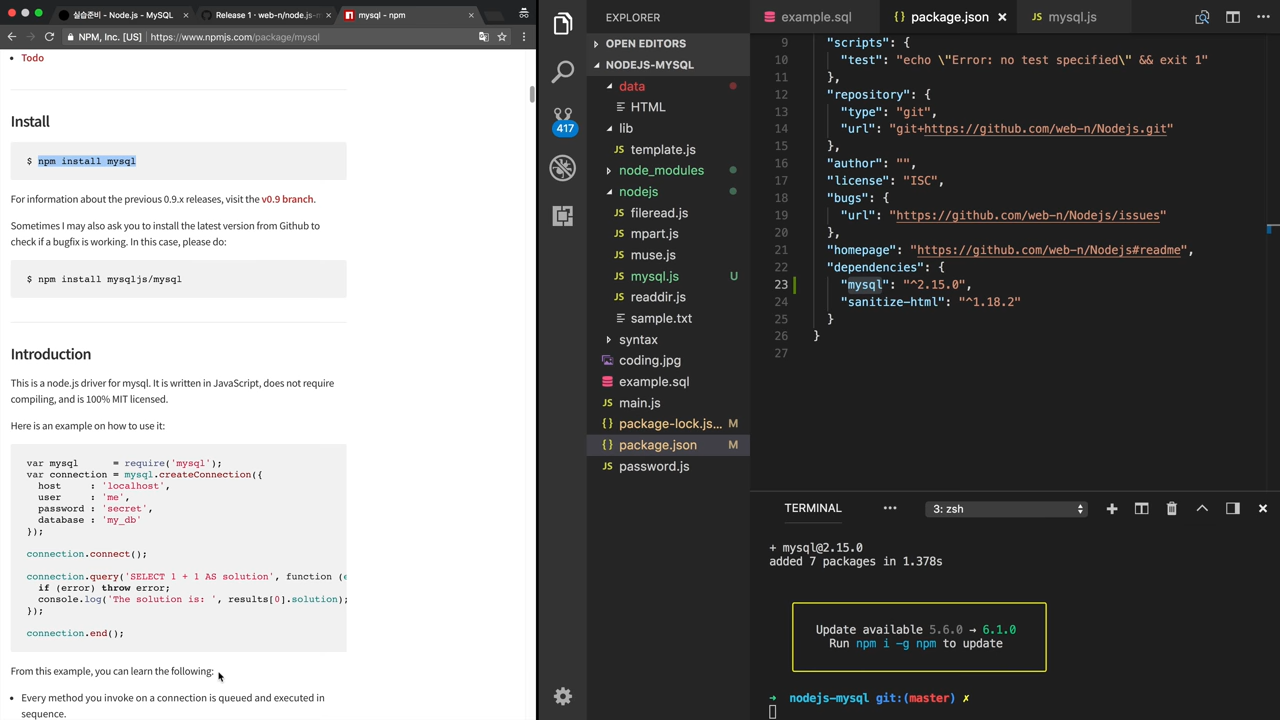 실습준비 - Node.js - MySQL
Release 1 · web-n/node.js-m
mysql - npm
NPM, Inc. [US]
https://www.npmjs.com/package/mysql
Todo
Install
$ npm install mysql
For information about the previous 0.9.x releases, visit the v0.9 branch.
Sometimes I may also ask you to install the latest version from Github to
check if a bugfix is working. In this case, please do:
$ npm install mysqljs/mysql
Introduction
This is a node.js driver for mysql. It is written in JavaScript, does not require
compiling, and is 100% MIT licensed.
Here is an example on how to use it:
var mysql      = require('mysql');
var connection = mysql.createConnection({
  host     : 'localhost',
  user     : 'me',
  password : 'secret',
  database : 'my_db'
});
connection.connect();
connection.query('SELECT 1 + 1 AS solution', function (e
  if (error) throw error;
  console.log('The solution is: ', results[0].solution);
});
connection.end();
From this example, you can learn the following:
Every method you invoke on a connection is queued and executed in
sequence.
417
EXPLORER
OPEN EDITORS
NODEJS-MYSQL
data
HTML
lib
JS template.js
node_modules
nodejs
JS fileread.js
JS mpart.js
JS muse.js
JS mysql.js U
JS readdir.js
sample.txt
syntax
coding.jpg
example.sql
JS main.js
{} package-lock.js... M
{} package.json M
JS password.js
example.sql
{} package.json
JS mysql.js
9 "scripts": {
10 "test": "echo \"Error: no test specified\" && exit 1"
11 },
12 "repository": {
13 "type": "git",
14 "url": "git+https://github.com/web-n/Nodejs.git"
15 },
16 "author": "",
17 "license": "ISC",
18 "bugs": {
19 "url": "https://github.com/web-n/Nodejs/issues"
20 },
21 "homepage": "https://github.com/web-n/Nodejs#readme",
22 "dependencies": {
23 "mysql": "^2.15.0",
24 "sanitize-html": "^1.18.2"
25 }
26 }
27
TERMINAL
3: zsh
+ mysql@2.15.0
added 7 packages in 1.378s
Update available 5.6.0 → 6.1.0
Run npm i -g npm to update
➜ nodejs-mysql git:(master) ✗